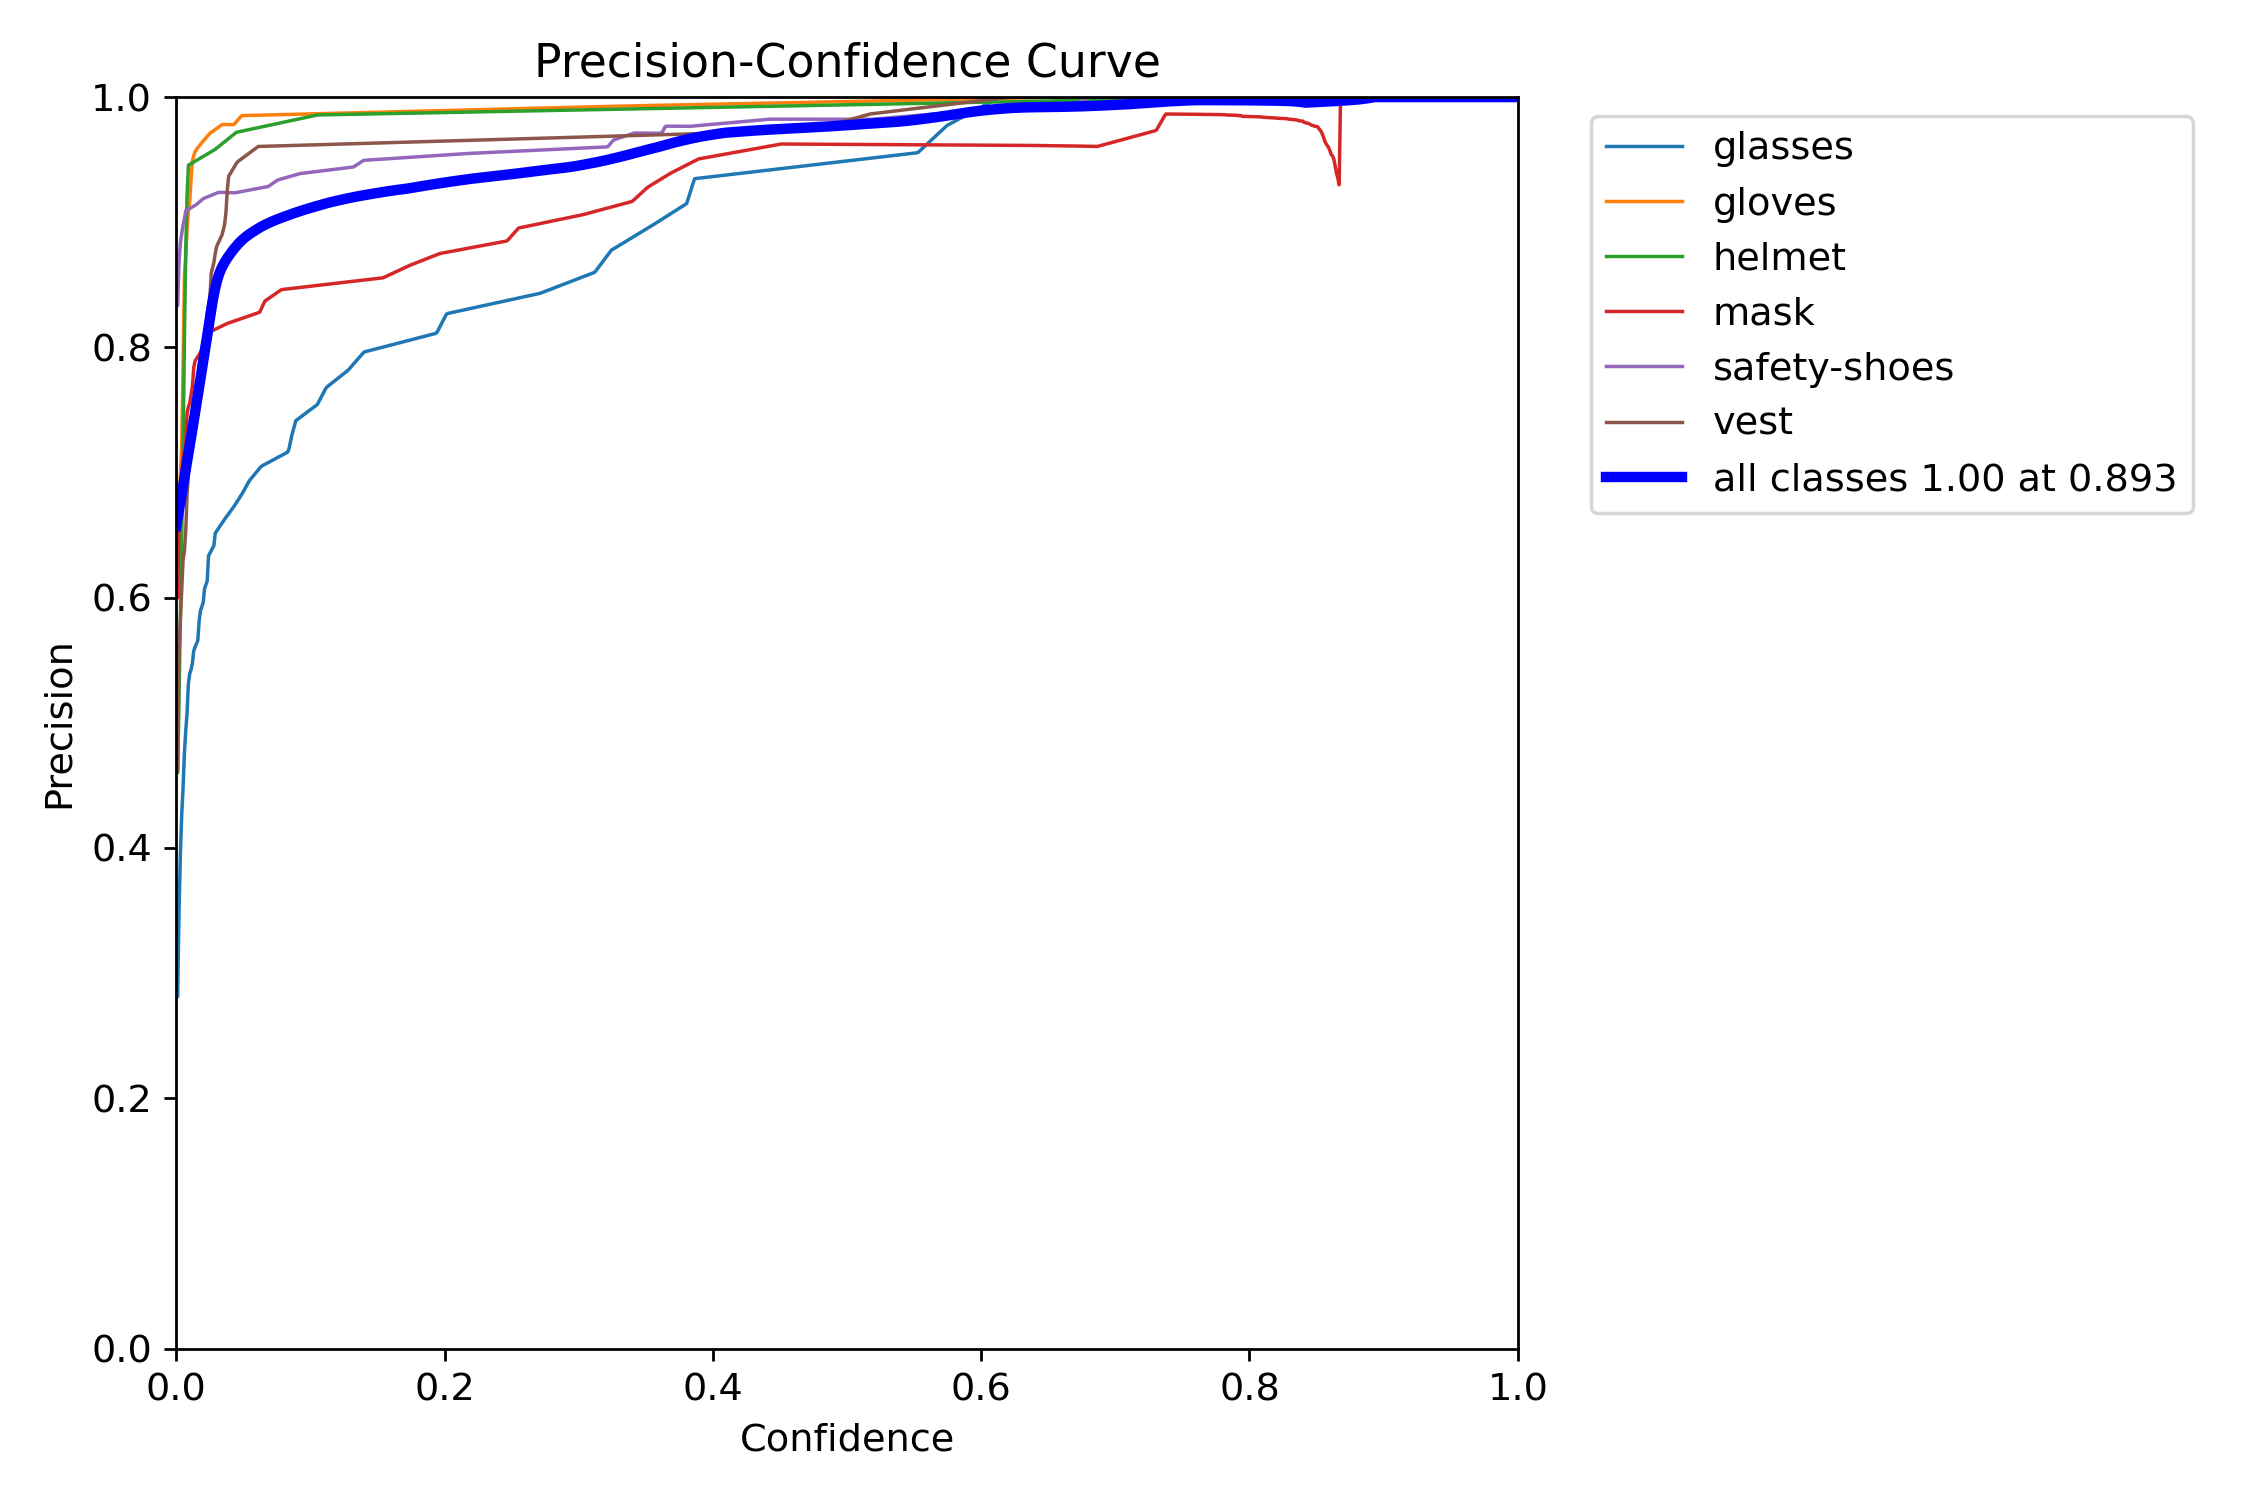 Precision-Confidence Curve
1.0
0.8
0.6
0.4
0.2
0.0
Precision
0.0 0.2 0.4 0.6 0.8 1.0
Confidence
glasses
gloves
helmet
mask
safety-shoes
vest
all classes 1.00 at 0.893